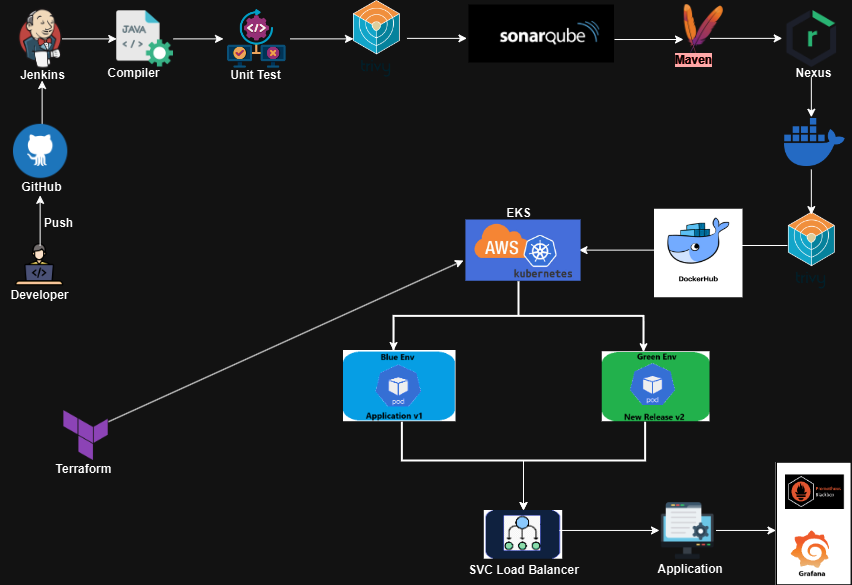 JAVA
</>
</>
sonarqube
Jenkins
Compiler
Unit Test
trivy
Maven
r
Nexus
GitHub
Push
</>
Developer
EKS
AWS
kubernetes
DockerHub
trivy
Blue Env
pod
Application v1
Green Env
pod
New Release v2
Terraform
SVC Load Balancer
Application
Prometheus
Blackbox
Grafana